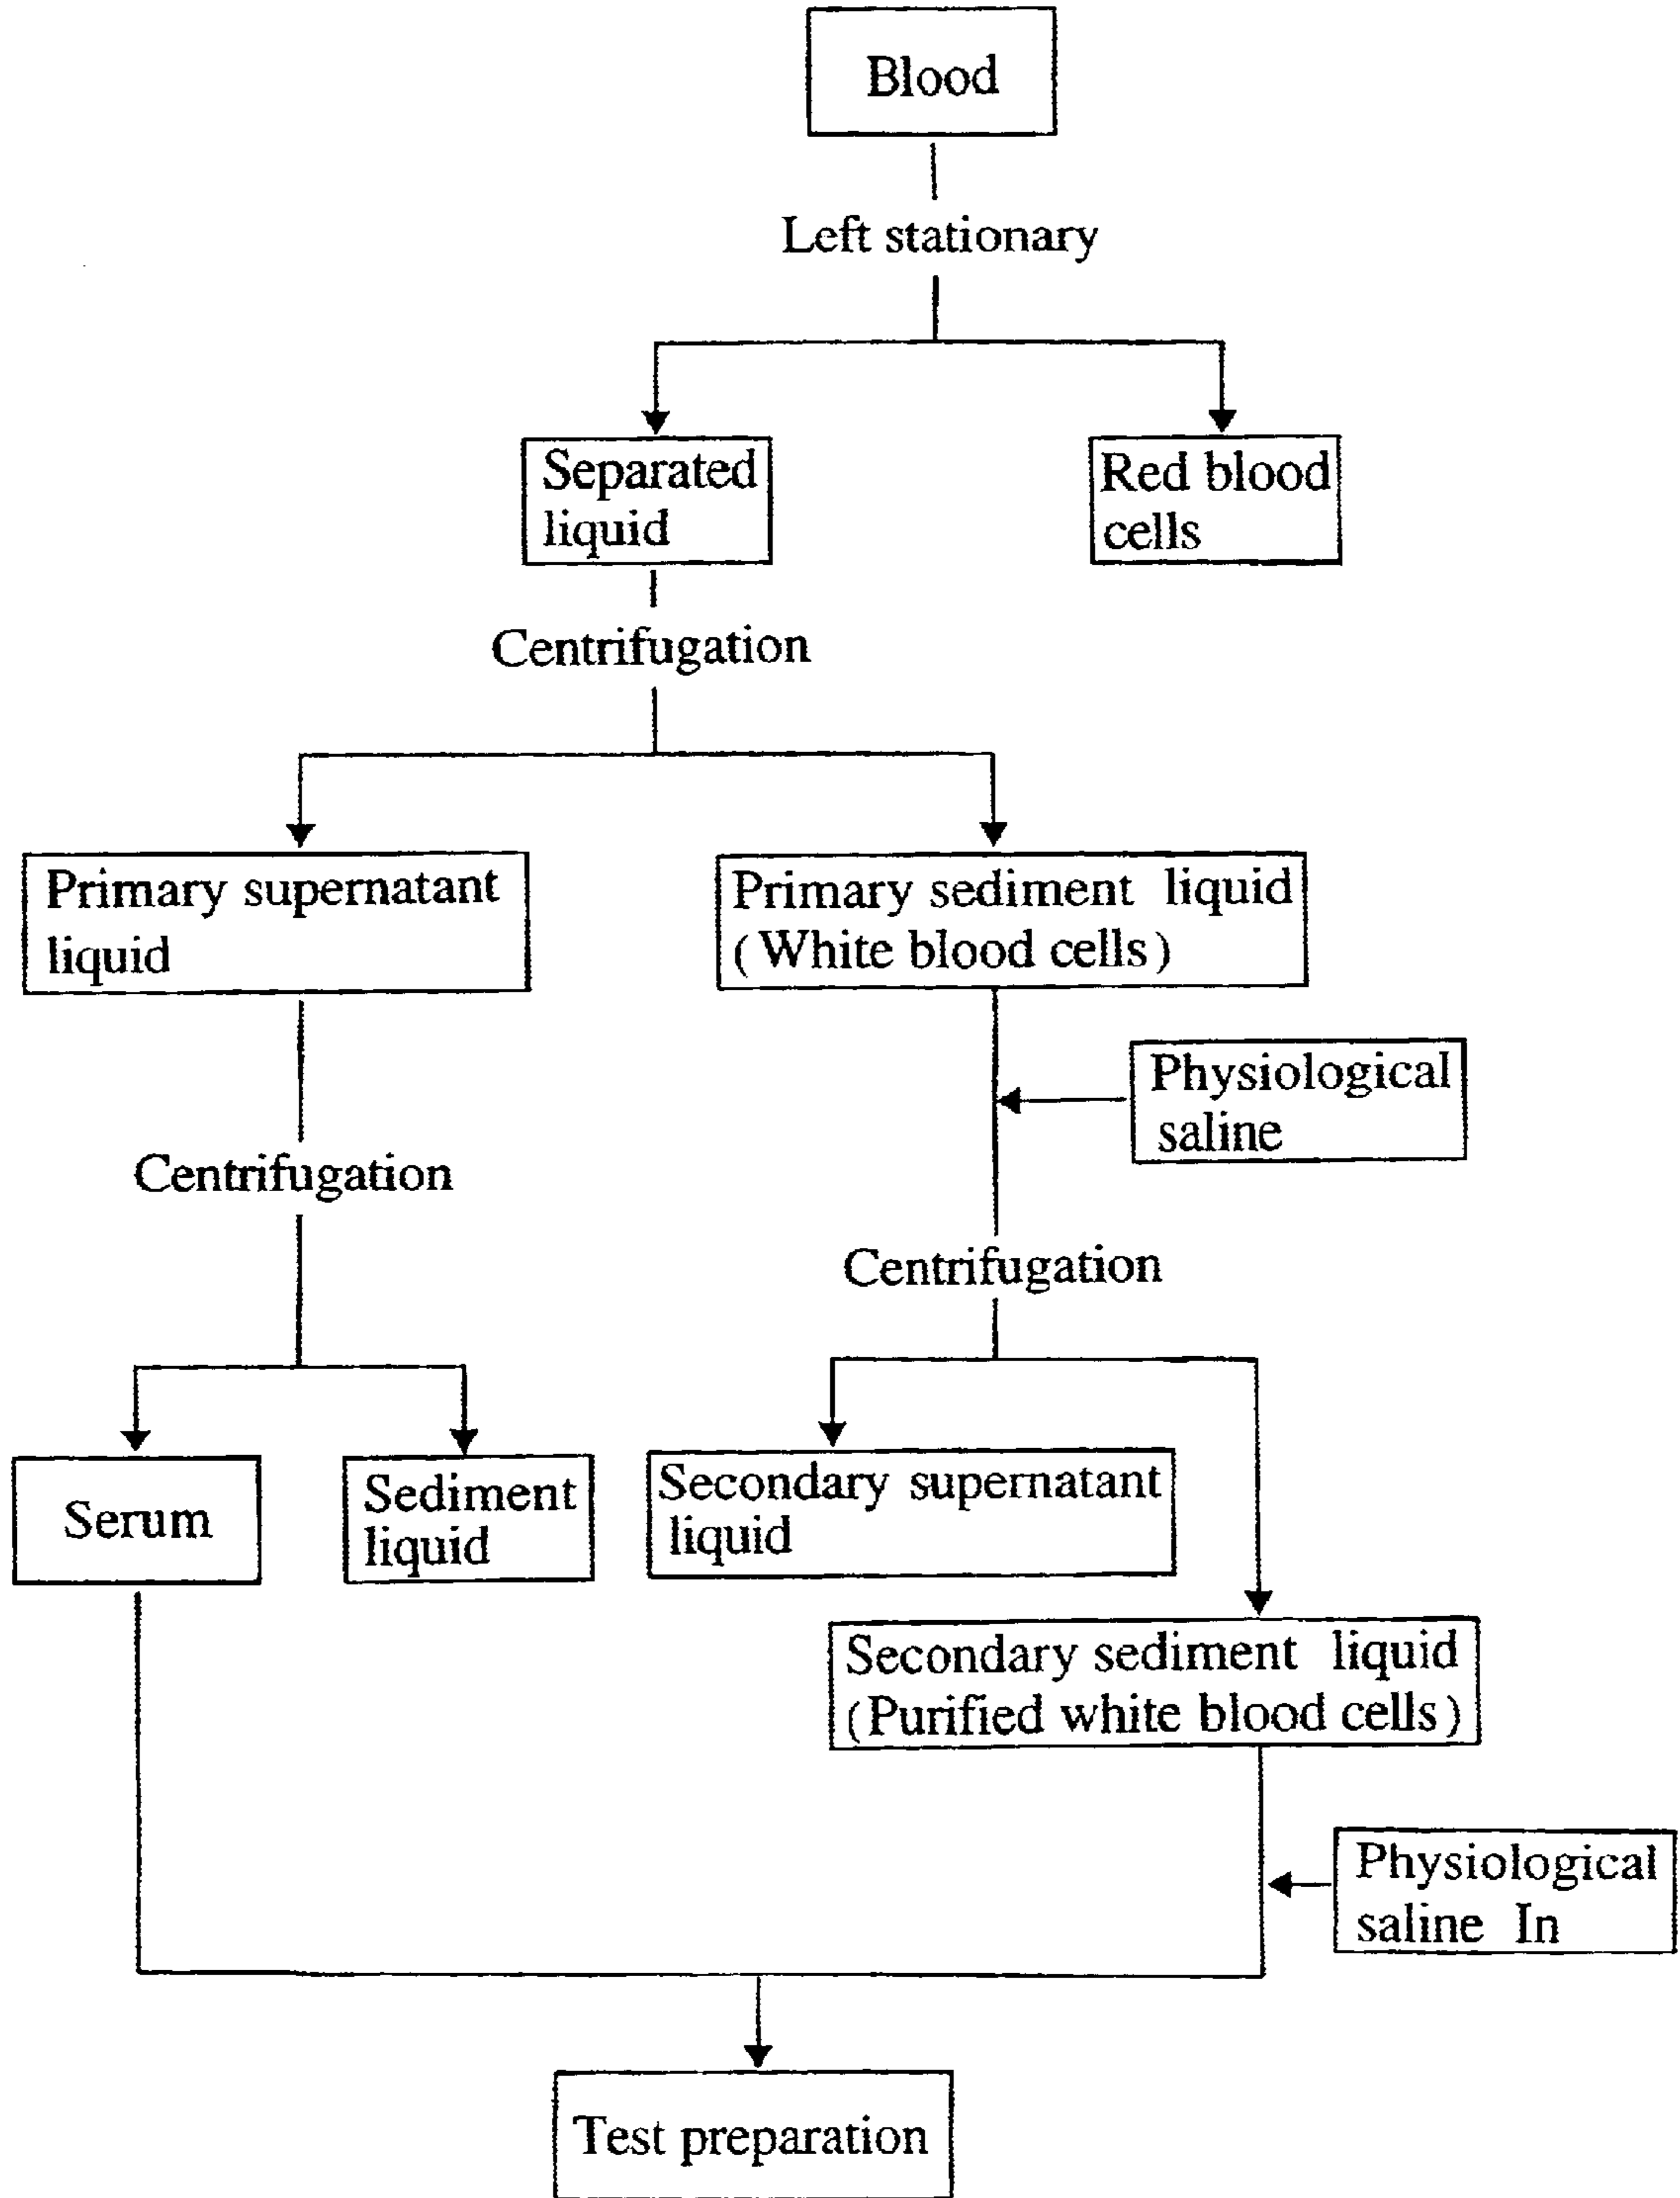 Blood
Left stationary
Separated
liquid
Red blood
cells
Centrifugation
Primary supernatant
liquid
Primary sediment liquid
(White blood cells)
Physiological
saline
Centrifugation
Centrifugation
Serum
Sediment
liquid
Secondary supernatant
liquid
Secondary sediment liquid
(Purified white blood cells)
Physiological
saline In
Test preparation